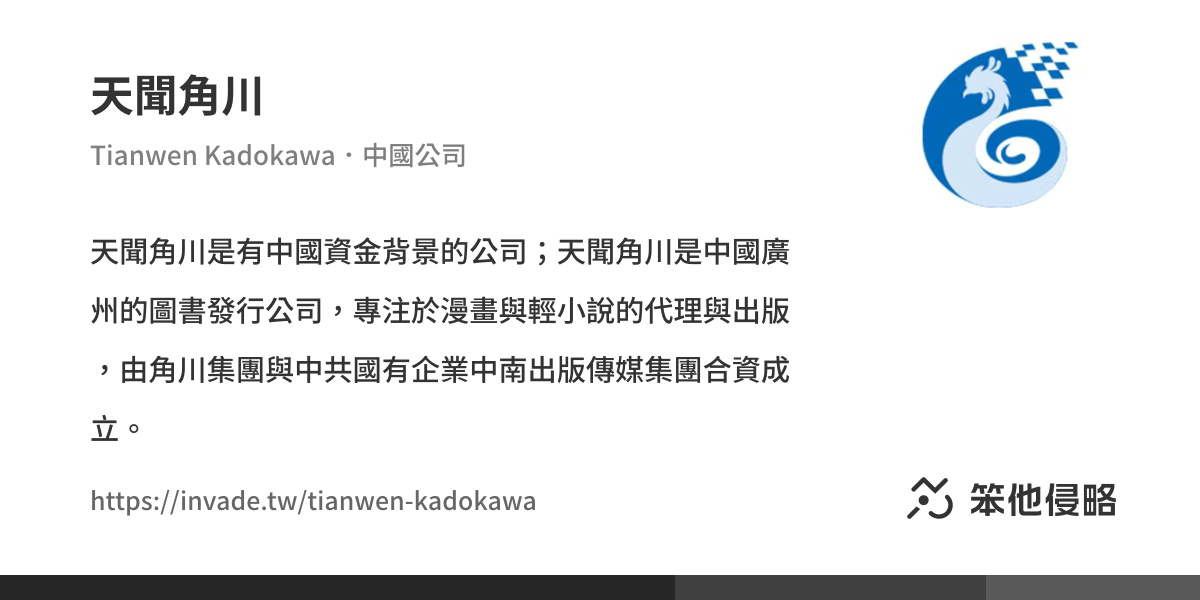 天聞角川
Tianwen Kadokawa・中國公司
天聞角川是有中國資金背景的公司；天聞角川是中國廣
州的圖書發行公司，專注於漫畫與輕小說的代理與出版
，由角川集團與中共國有企業中南出版傳媒集團合資成
立。
https://invade.tw/tianwen-kadokawa
笨他侵略